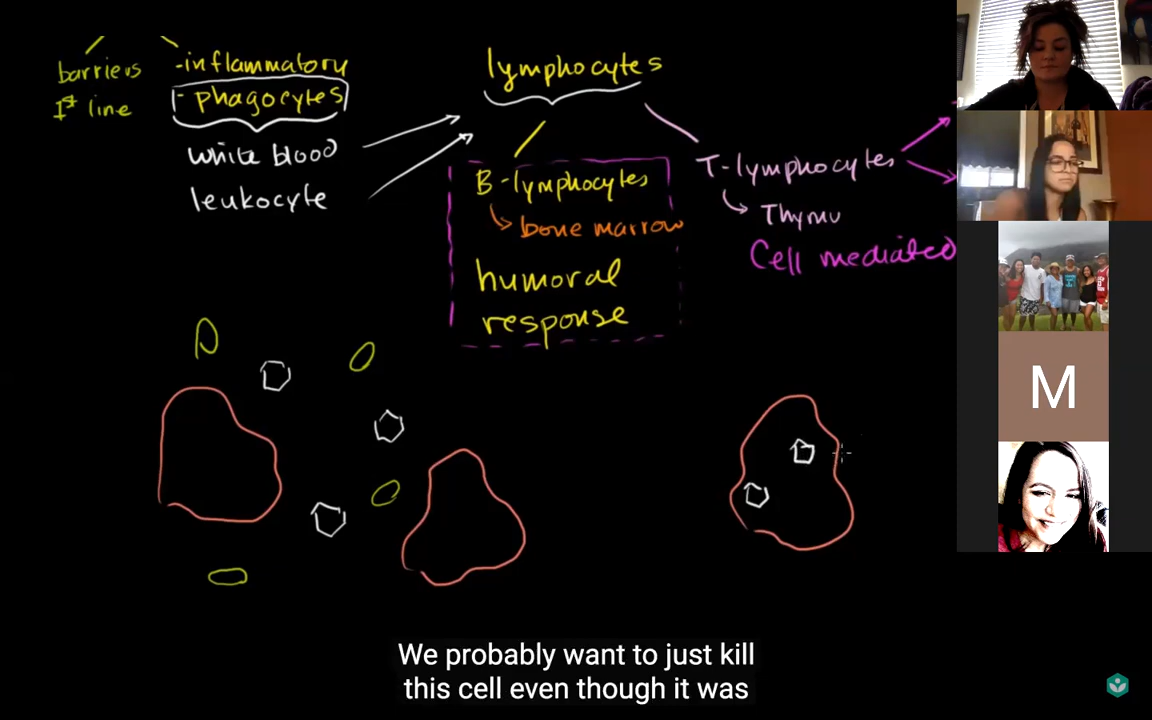 barriers
1st line
-inflammatory
- phagocytes
white blood
leukocyte
lymphocytes
B-lymphocytes
bone marrow
humoral
response
T-lymphocytes
Thymu
Cell mediated
M
We probably want to just kill
this cell even though it was